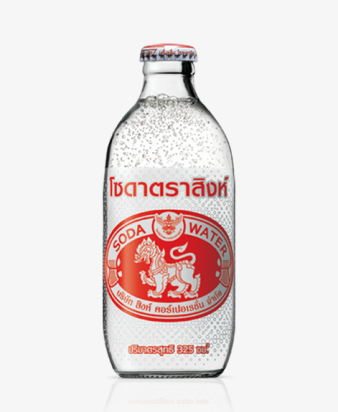 โซดาตราสิงห์
SODA WATER
บริษัท สิงห์ คอร์เปอเรชั่น จำกัด
ปริมาตรสุทธิ 325 ซม.³